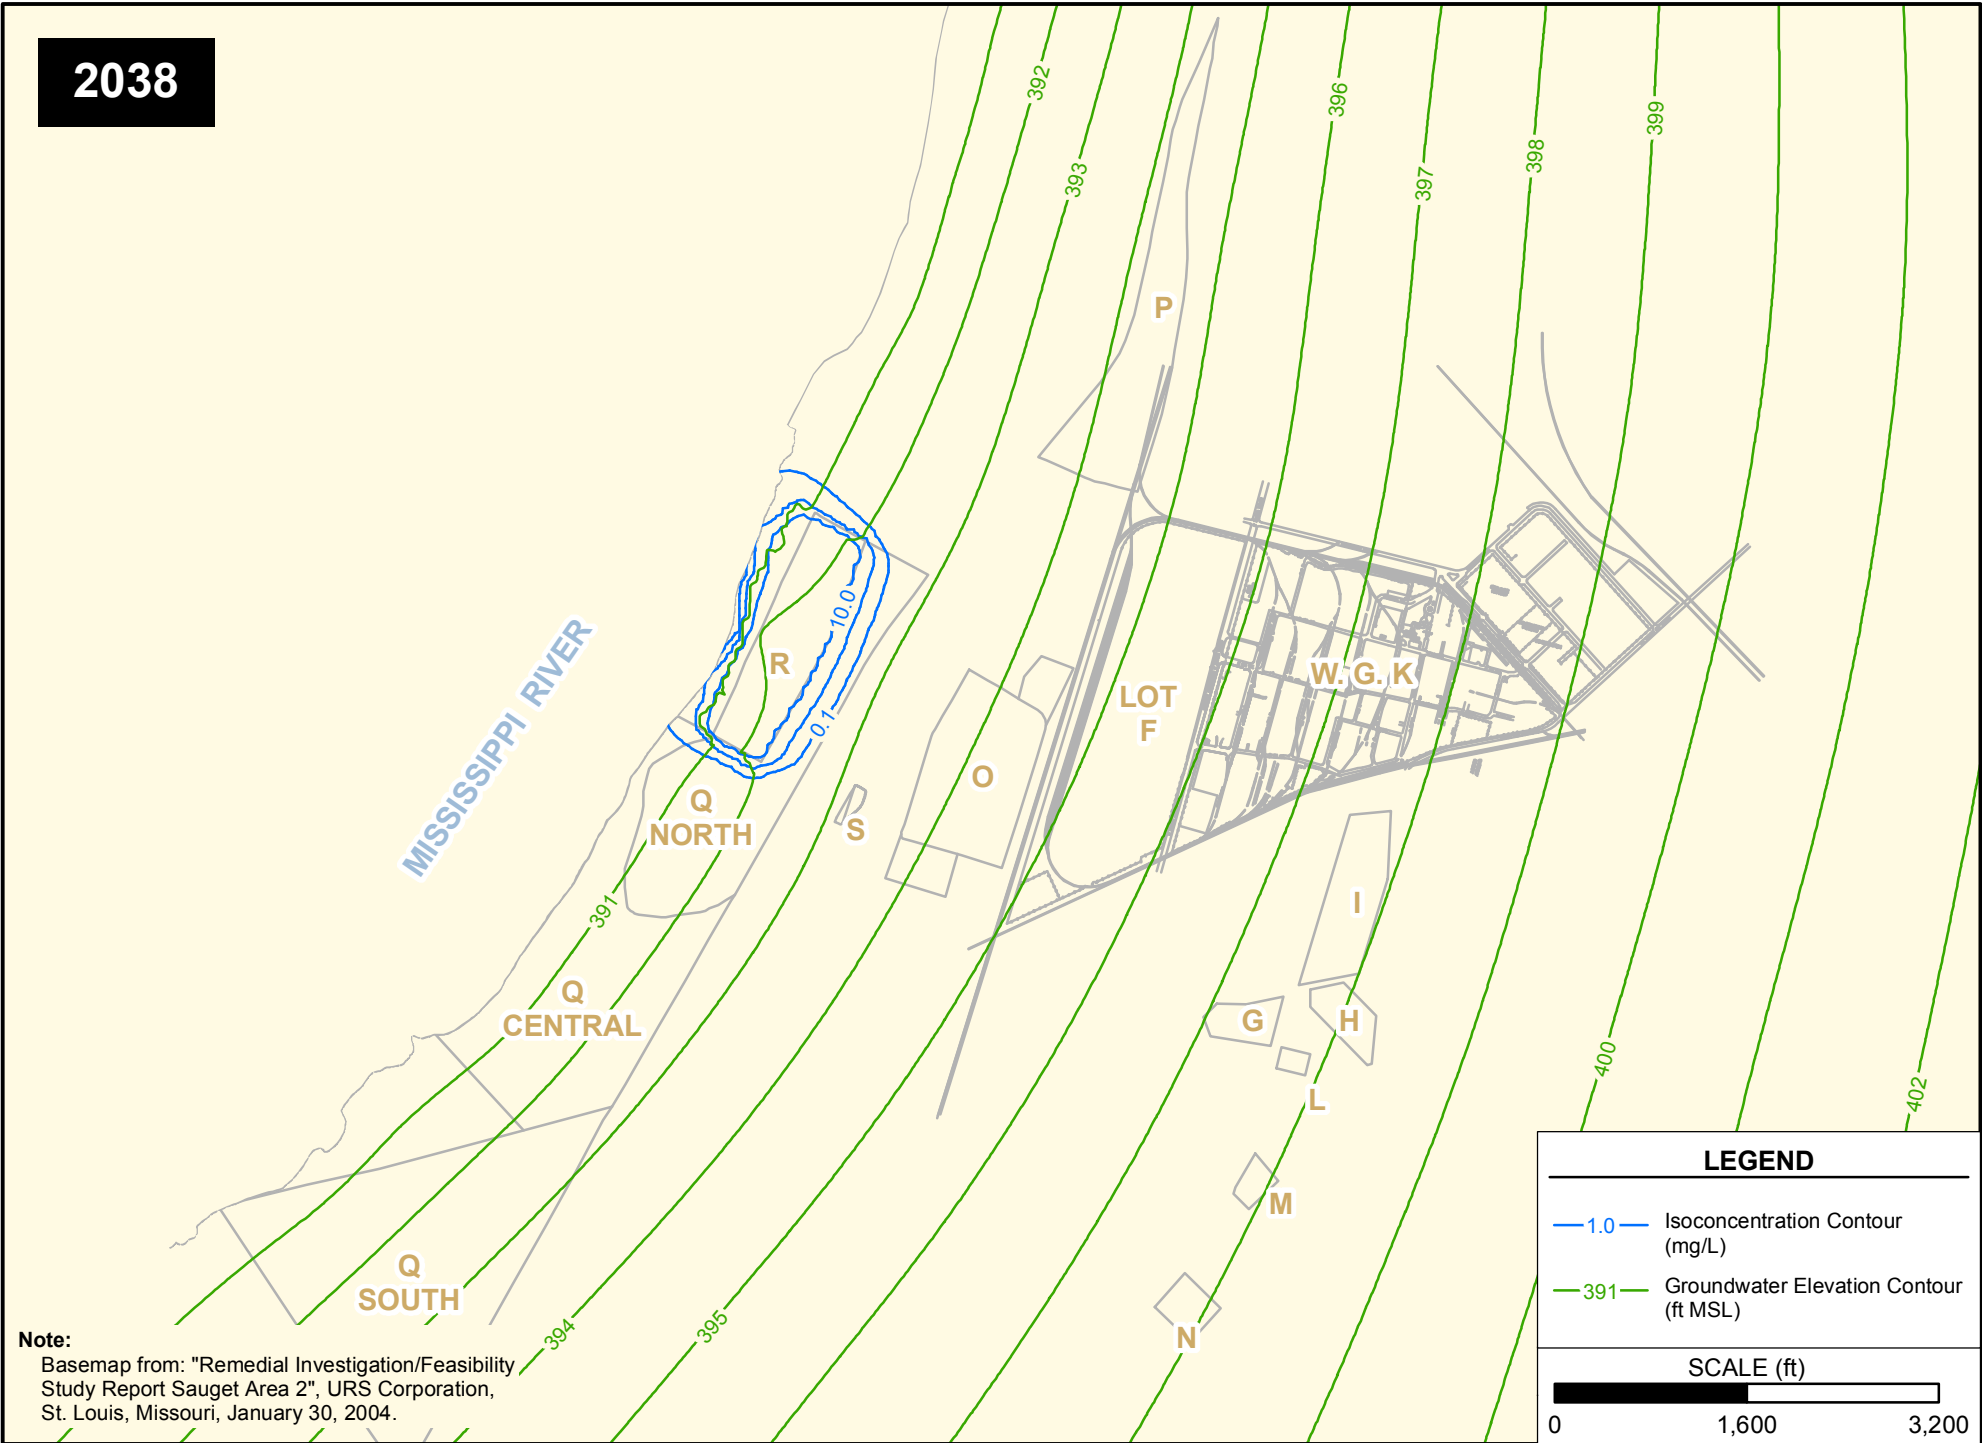 2038
392
396
399
398
393
397
P
10.0
MISSISSIPPI RIVER
R
W. G. K
LOT
F
0.1
O
Q
NORTH
S
391
I
Q
CENTRAL
G
H
400
402
L
M
Q
SOUTH
394
395
N
LEGEND
1.0
Isoconcentration Contour
(mg/L)
391
Groundwater Elevation Contour
(ft MSL)
SCALE (ft)
0 1,600 3,200
Note:
Basemap from: "Remedial Investigation/Feasibility
Study Report Sauget Area 2", URS Corporation,
St. Louis, Missouri, January 30, 2004.